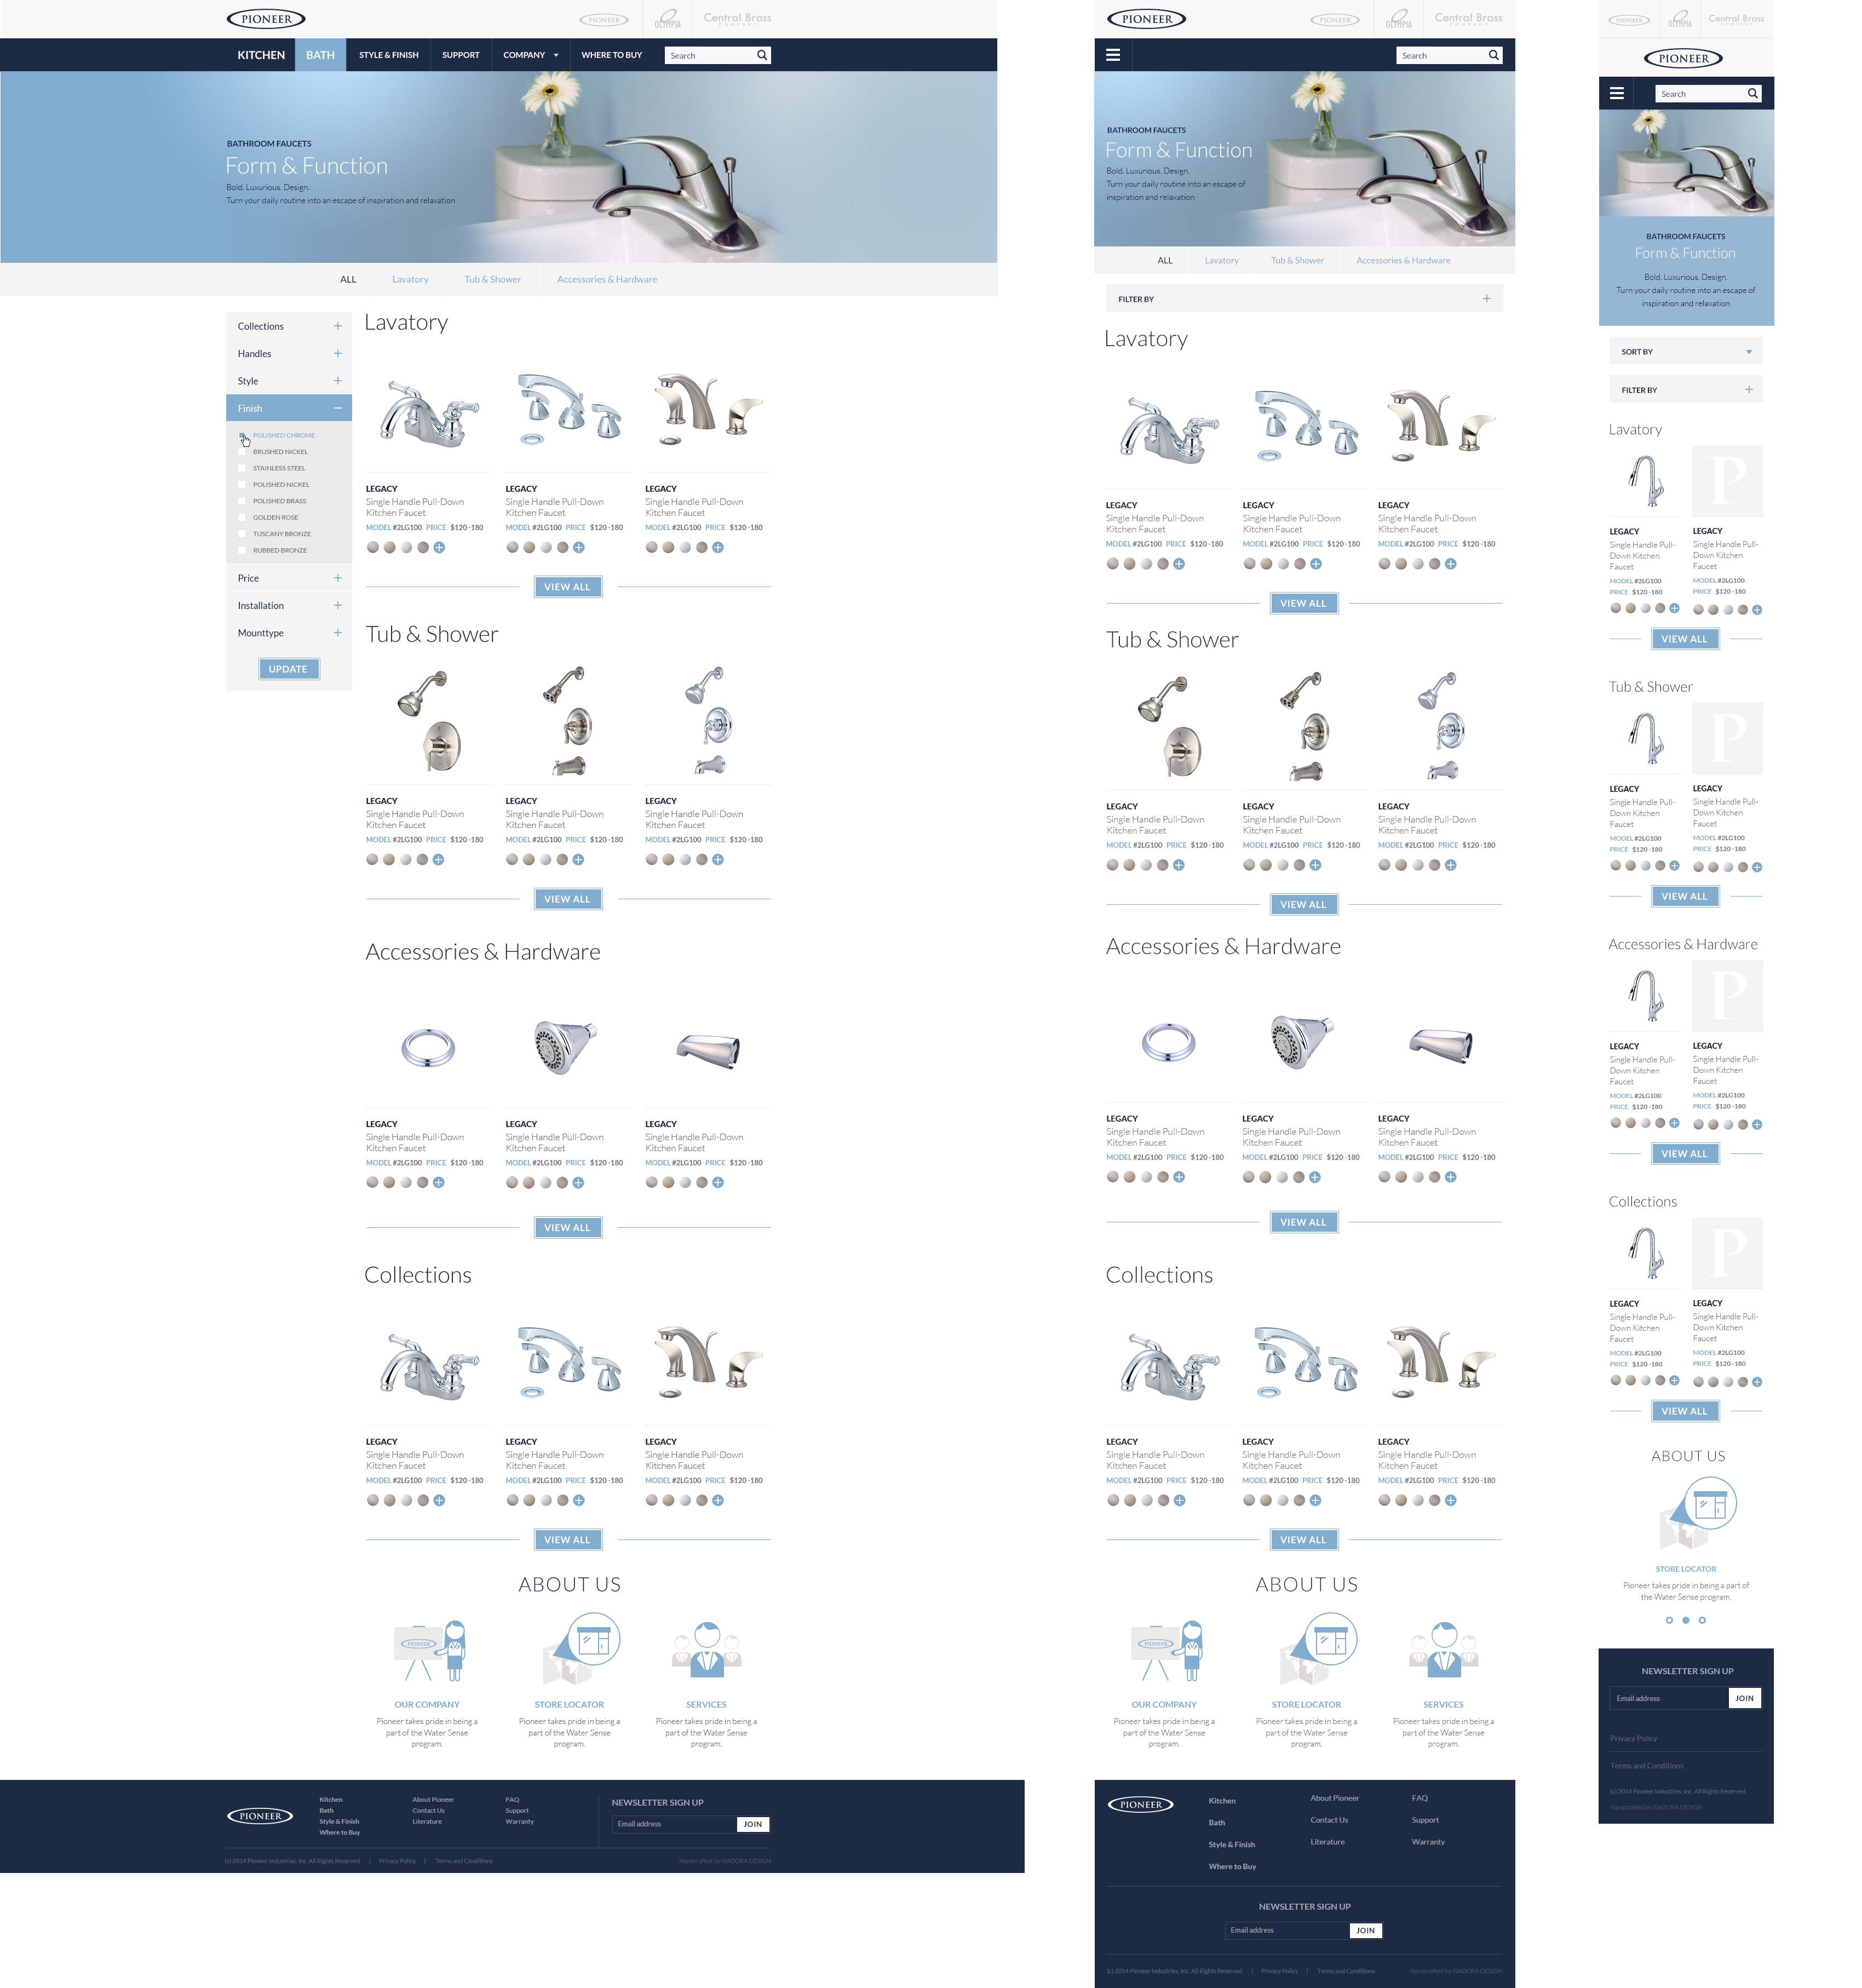 PIONEER
PIONEER
OLYMPIA
Central Brass
COMPANY
KITCHEN
BATH
STYLE & FINISH
SUPPORT
COMPANY
WHERE TO BUY
Search
BATHROOM FAUCETS
Form & Function
Bold. Luxurious. Design.
Turn your daily routine into an escape of inspiration and relaxation
ALL
Lavatory
Tub & Shower
Accessories & Hardware
Collections
Handles
Style
Finish
POLISHED CHROME
BRUSHED NICKEL
STAINLESS STEEL
POLISHED NICKEL
POLISHED BRASS
GOLDEN ROSE
TUSCANY BRONZE
RUBBED BRONZE
Price
Installation
Mounttype
UPDATE
Lavatory
LEGACY
Single Handle Pull-Down
Kitchen Faucet
MODEL #2LG100 PRICE $120 -180
LEGACY
Single Handle Pull-Down
Kitchen Faucet
MODEL #2LG100 PRICE $120 -180
LEGACY
Single Handle Pull-Down
Kitchen Faucet
MODEL #2LG100 PRICE $120 -180
VIEW ALL
Tub & Shower
LEGACY
Single Handle Pull-Down
Kitchen Faucet
MODEL #2LG100 PRICE $120 -180
LEGACY
Single Handle Pull-Down
Kitchen Faucet
MODEL #2LG100 PRICE $120 -180
LEGACY
Single Handle Pull-Down
Kitchen Faucet
MODEL #2LG100 PRICE $120 -180
VIEW ALL
Accessories & Hardware
LEGACY
Single Handle Pull-Down
Kitchen Faucet
MODEL #2LG100 PRICE $120 -180
LEGACY
Single Handle Pull-Down
Kitchen Faucet
MODEL #2LG100 PRICE $120 -180
LEGACY
Single Handle Pull-Down
Kitchen Faucet
MODEL #2LG100 PRICE $120 -180
VIEW ALL
Collections
LEGACY
Single Handle Pull-Down
Kitchen Faucet
MODEL #2LG100 PRICE $120 -180
LEGACY
Single Handle Pull-Down
Kitchen Faucet
MODEL #2LG100 PRICE $120 -180
LEGACY
Single Handle Pull-Down
Kitchen Faucet
MODEL #2LG100 PRICE $120 -180
VIEW ALL
ABOUT US
PIONEER
OUR COMPANY
Pioneer takes pride in being a
part of the Water Sense
program.
STORE LOCATOR
Pioneer takes pride in being a
part of the Water Sense
program.
SERVICES
Pioneer takes pride in being a
part of the Water Sense
program.
PIONEER
Kitchen
Bath
Style & Finish
Where to Buy
About Pioneer
Contact Us
Literature
FAQ
Support
Warranty
NEWSLETTER SIGN UP
Email address
JOIN
(c) 2014 Pioneer Industries, Inc. All Rights Reserved | Privacy Policy | Terms and Conditions
Handcrafted by ISADORA DESIGN
PIONEER
PIONEER
OLYMPIA
Central Brass
COMPANY
Search
BATHROOM FAUCETS
Form & Function
Bold. Luxurious. Design.
Turn your daily routine into an escape of
inspiration and relaxation
ALL
Lavatory
Tub & Shower
Accessories & Hardware
FILTER BY
Lavatory
LEGACY
Single Handle Pull-Down
Kitchen Faucet
MODEL #2LG100 PRICE $120 -180
LEGACY
Single Handle Pull-Down
Kitchen Faucet
MODEL #2LG100 PRICE $120 -180
LEGACY
Single Handle Pull-Down
Kitchen Faucet
MODEL #2LG100 PRICE $120 -180
VIEW ALL
Tub & Shower
LEGACY
Single Handle Pull-Down
Kitchen Faucet
MODEL #2LG100 PRICE $120 -180
LEGACY
Single Handle Pull-Down
Kitchen Faucet
MODEL #2LG100 PRICE $120 -180
LEGACY
Single Handle Pull-Down
Kitchen Faucet
MODEL #2LG100 PRICE $120 -180
VIEW ALL
Accessories & Hardware
LEGACY
Single Handle Pull-Down
Kitchen Faucet
MODEL #2LG100 PRICE $120 -180
LEGACY
Single Handle Pull-Down
Kitchen Faucet
MODEL #2LG100 PRICE $120 -180
LEGACY
Single Handle Pull-Down
Kitchen Faucet
MODEL #2LG100 PRICE $120 -180
VIEW ALL
Collections
LEGACY
Single Handle Pull-Down
Kitchen Faucet
MODEL #2LG100 PRICE $120 -180
LEGACY
Single Handle Pull-Down
Kitchen Faucet
MODEL #2LG100 PRICE $120 -180
LEGACY
Single Handle Pull-Down
Kitchen Faucet
MODEL #2LG100 PRICE $120 -180
VIEW ALL
ABOUT US
PIONEER
OUR COMPANY
Pioneer takes pride in being a
part of the Water Sense
program.
STORE LOCATOR
Pioneer takes pride in being a
part of the Water Sense
program.
SERVICES
Pioneer takes pride in being a
part of the Water Sense
program.
PIONEER
Kitchen
Bath
Style & Finish
Where to Buy
About Pioneer
Contact Us
Literature
FAQ
Support
Warranty
NEWSLETTER SIGN UP
Email address
JOIN
(c) 2014 Pioneer Industries, Inc. All Rights Reserved | Privacy Policy | Terms and Conditions
Handcrafted by ISADORA DESIGN
PIONEER
OLYMPIA
Central Brass
COMPANY
PIONEER
Search
BATHROOM FAUCETS
Form & Function
Bold. Luxurious. Design.
Turn your daily routine into an escape of
inspiration and relaxation
SORT BY
FILTER BY
Lavatory
P
LEGACY
Single Handle Pull-
Down Kitchen
Faucet
MODEL #2LG100
PRICE $120 -180
LEGACY
Single Handle Pull-
Down Kitchen
Faucet
MODEL #2LG100
PRICE $120 -180
VIEW ALL
Tub & Shower
P
LEGACY
Single Handle Pull-
Down Kitchen
Faucet
MODEL #2LG100
PRICE $120 -180
LEGACY
Single Handle Pull-
Down Kitchen
Faucet
MODEL #2LG100
PRICE $120 -180
VIEW ALL
Accessories & Hardware
P
LEGACY
Single Handle Pull-
Down Kitchen
Faucet
MODEL #2LG100
PRICE $120 -180
LEGACY
Single Handle Pull-
Down Kitchen
Faucet
MODEL #2LG100
PRICE $120 -180
VIEW ALL
Collections
P
LEGACY
Single Handle Pull-
Down Kitchen
Faucet
MODEL #2LG100
PRICE $120 -180
LEGACY
Single Handle Pull-
Down Kitchen
Faucet
MODEL #2LG100
PRICE $120 -180
VIEW ALL
ABOUT US
STORE LOCATOR
Pioneer takes pride in being a part of
the Water Sense program.
NEWSLETTER SIGN UP
Email address
JOIN
Privacy Policy
Terms and Conditions
(c) 2014 Pioneer Industries, Inc. All Rights Reserved
Handcrafted by ISADORA DESIGN